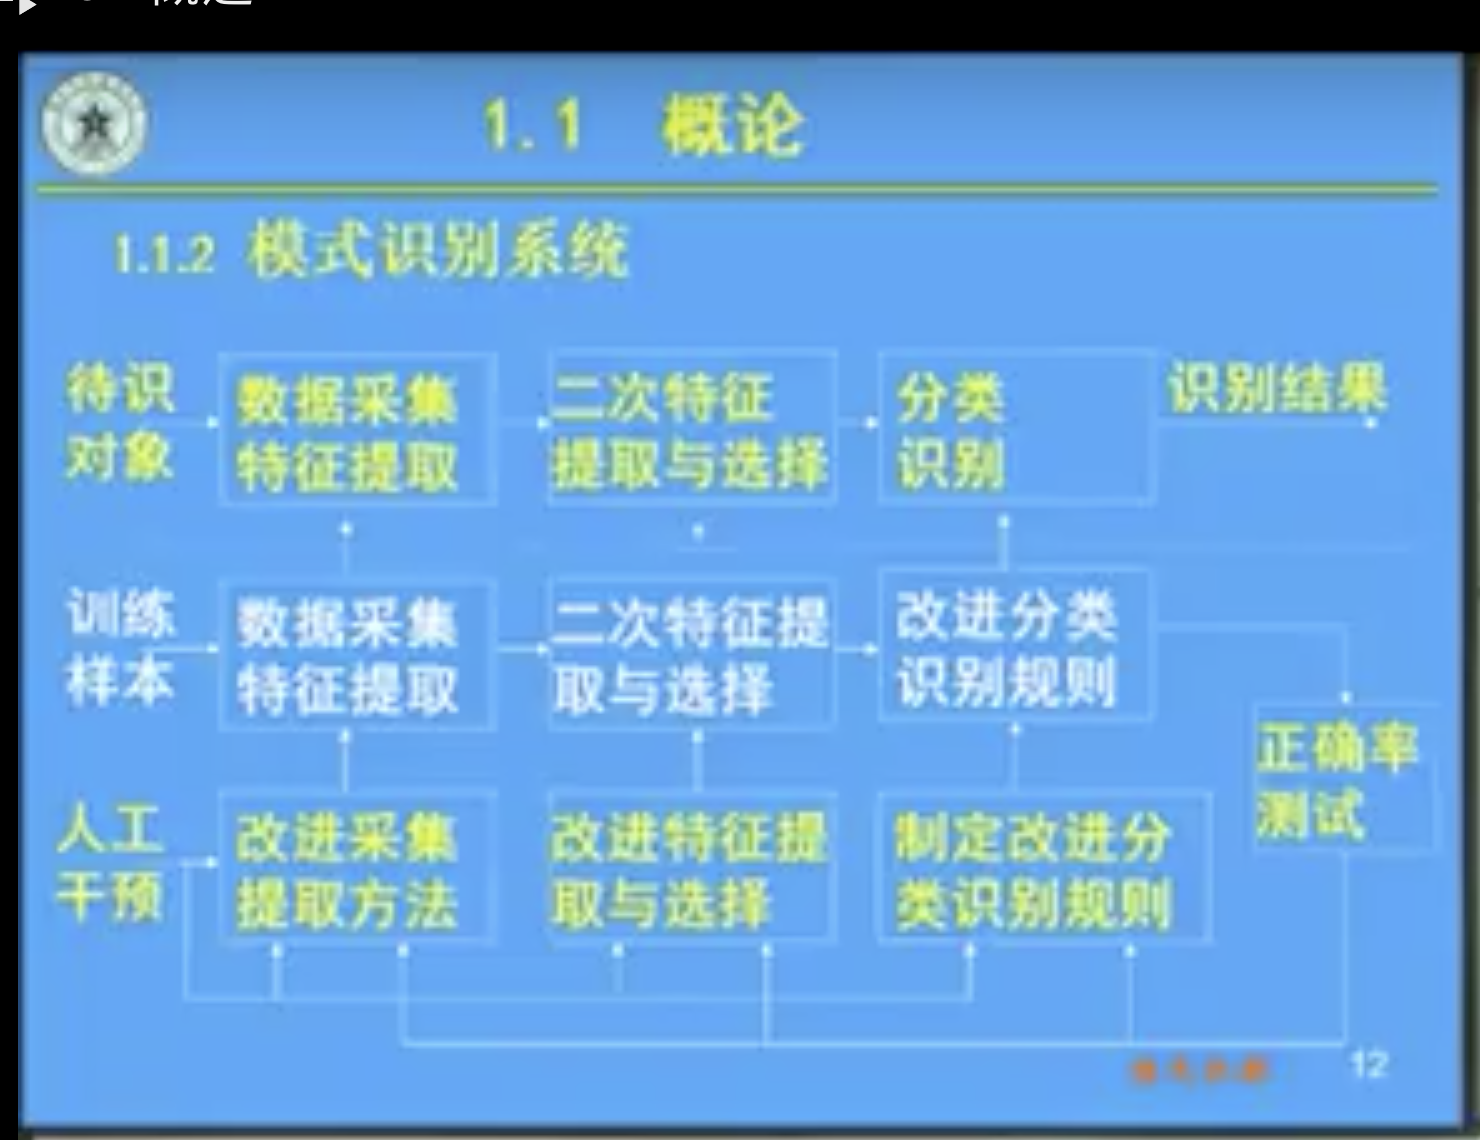 1.1 概论
1.1.2 模式识别系统
待识
对象
数据采集
特征提取
二次特征
提取与选择
分类
识别
识别结果
训练
样本
数据采集
特征提取
二次特征提
取与选择
改进分类
识别规则
正确率
测试
人工
干预
改进采集
提取方法
改进特征提
取与选择
制定改进分
类识别规则
12